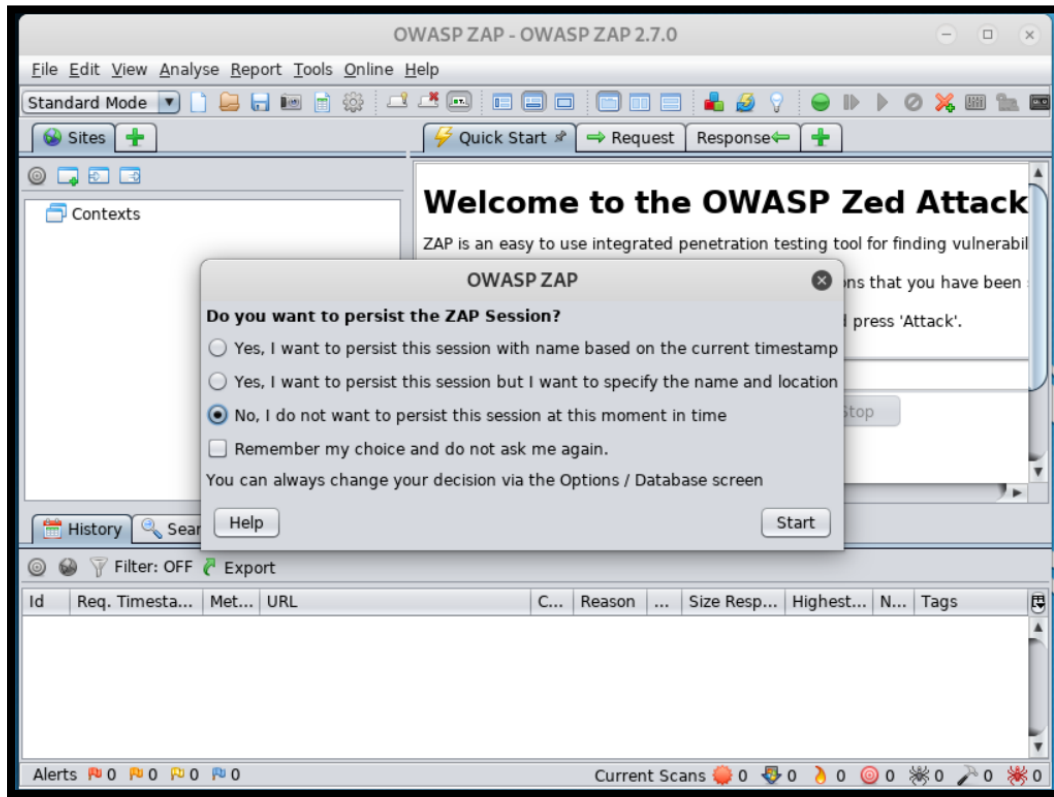 OWASP ZAP - OWASP ZAP 2.7.0
File Edit View Analyse Report Tools Online Help
Standard Mode
Sites
Quick Start Request Response
Contexts
Welcome to the OWASP Zed Attack
ZAP is an easy to use integrated penetration testing tool for finding vulnerabil
ons that you have been
press 'Attack'.
Stop
OWASP ZAP
Do you want to persist the ZAP Session?
Yes, I want to persist this session with name based on the current timestamp
Yes, I want to persist this session but I want to specify the name and location
No, I do not want to persist this session at this moment in time
Remember my choice and do not ask me again.
You can always change your decision via the Options / Database screen
Help Start
History Sear
Filter: OFF Export
Id Req. Timesta... Met... URL C... Reason ... Size Resp... Highest... N... Tags
Alerts 0 0 0 0 Current Scans 0 0 0 0 0 0 0